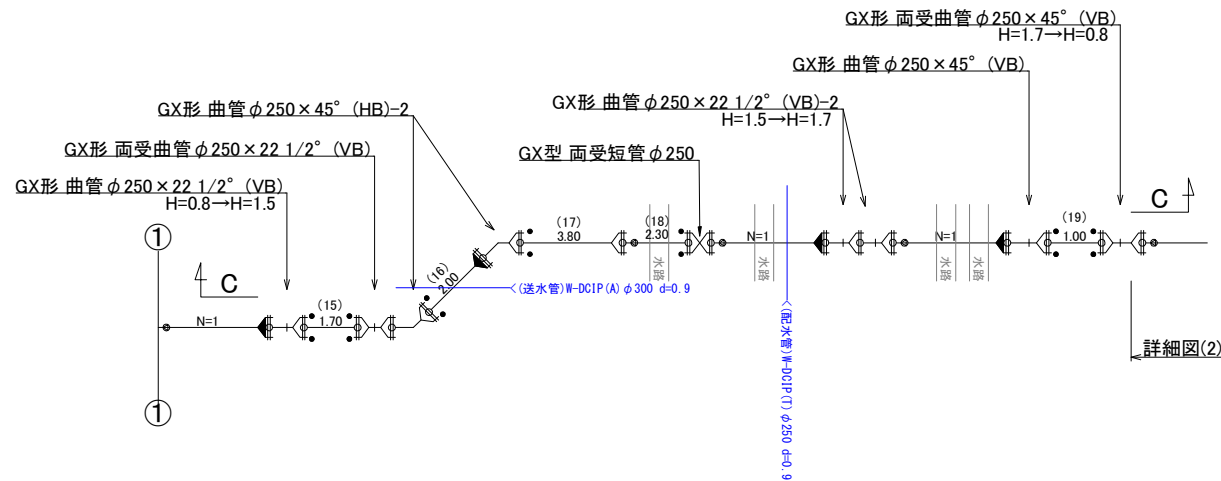 GX形 両受曲管φ250×45° (VB)
H=1.7→H=0.8
GX形 曲管φ250×45° (VB)
GX形 曲管φ250×45° (HB)-2
GX形 曲管φ250×22 1/2° (VB)-2
H=1.5→H=1.7
GX形 両受曲管φ250×22 1/2° (VB)
GX型 両受短管φ250
GX形 曲管φ250×22 1/2° (VB)
H=0.8→H=1.5
C
①
(17)
3.80
(18)
2.30
N=1
N=1
(19)
1.00
水路
水路
水路
水路
(16)
2.00
C
(送水管)W-DCIP(A)φ300 d=0.9
(配水管)W-DCIP(T)φ250 d=0.9
N=1
(15)
1.70
詳細図(2)
①